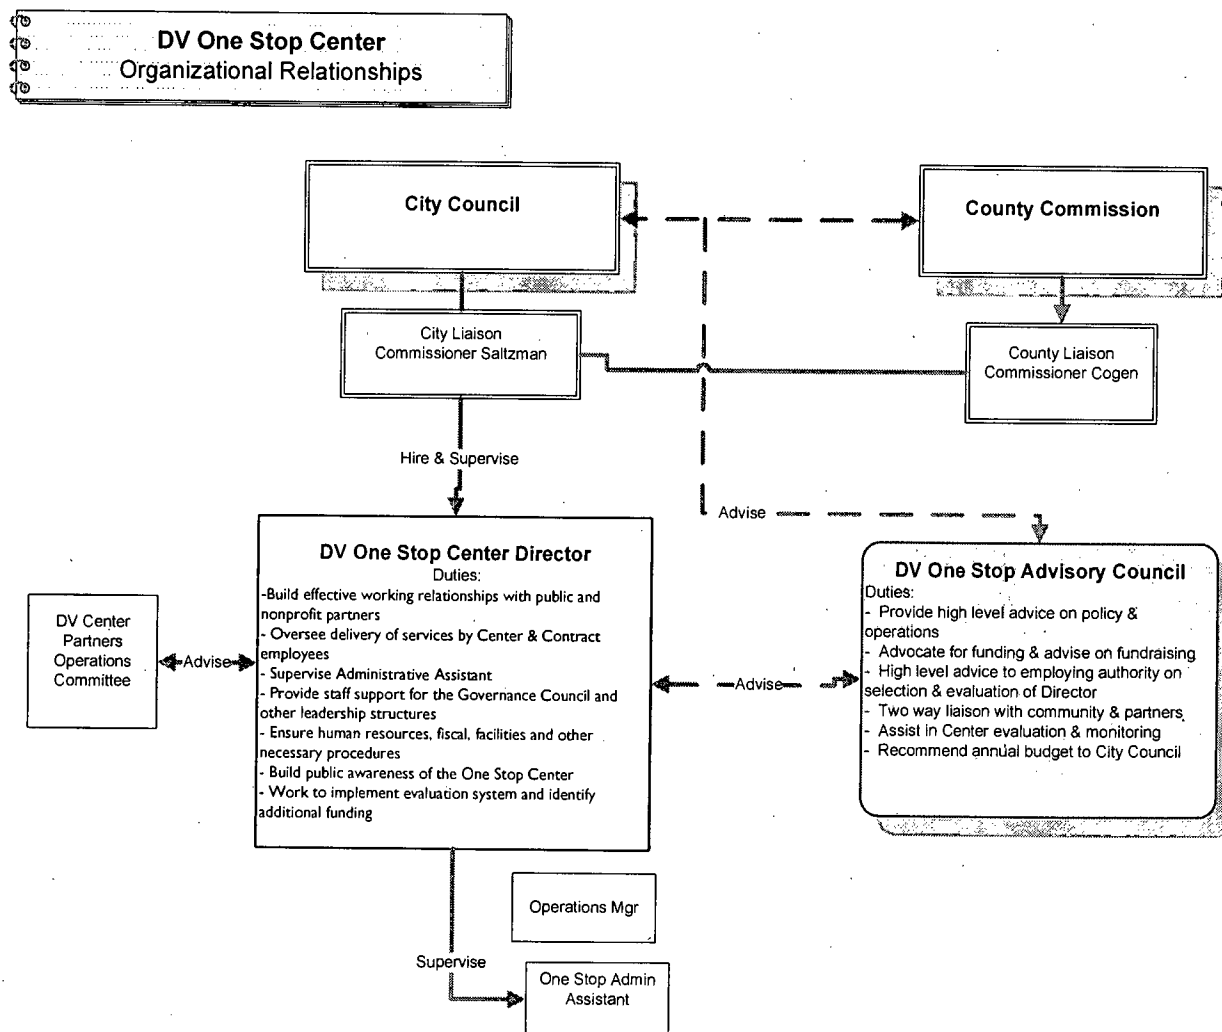 DV One Stop Center
Organizational Relationships
City Council
County Commission
City Liaison
Commissioner Saltzman
County Liaison
Commissioner Cogen
Hire & Supervise
Advise
DV One Stop Center Director
Duties:
-Build effective working relationships with public and
nonprofit partners
- Oversee delivery of services by Center & Contract
employees
- Supervise Administrative Assistant
- Provide staff support for the Governance Council and
other leadership structures
- Ensure human resources, fiscal, facilities and other
necessary procedures
- Build public awareness of the One Stop Center
- Work to implement evaluation system and identify
additional funding
DV One Stop Advisory Council
Duties:
- Provide high level advice on policy &
operations
- Advocate for funding & advise on fundraising
- High level advice to employing authority on
selection & evaluation of Director
- Two way liaison with community & partners
- Assist in Center evaluation & monitoring
- Recommend annual budget to City Council
DV Center
Partners
Operations
Committee
Advise
Advise
Operations Mgr
Supervise
One Stop Admin
Assistant